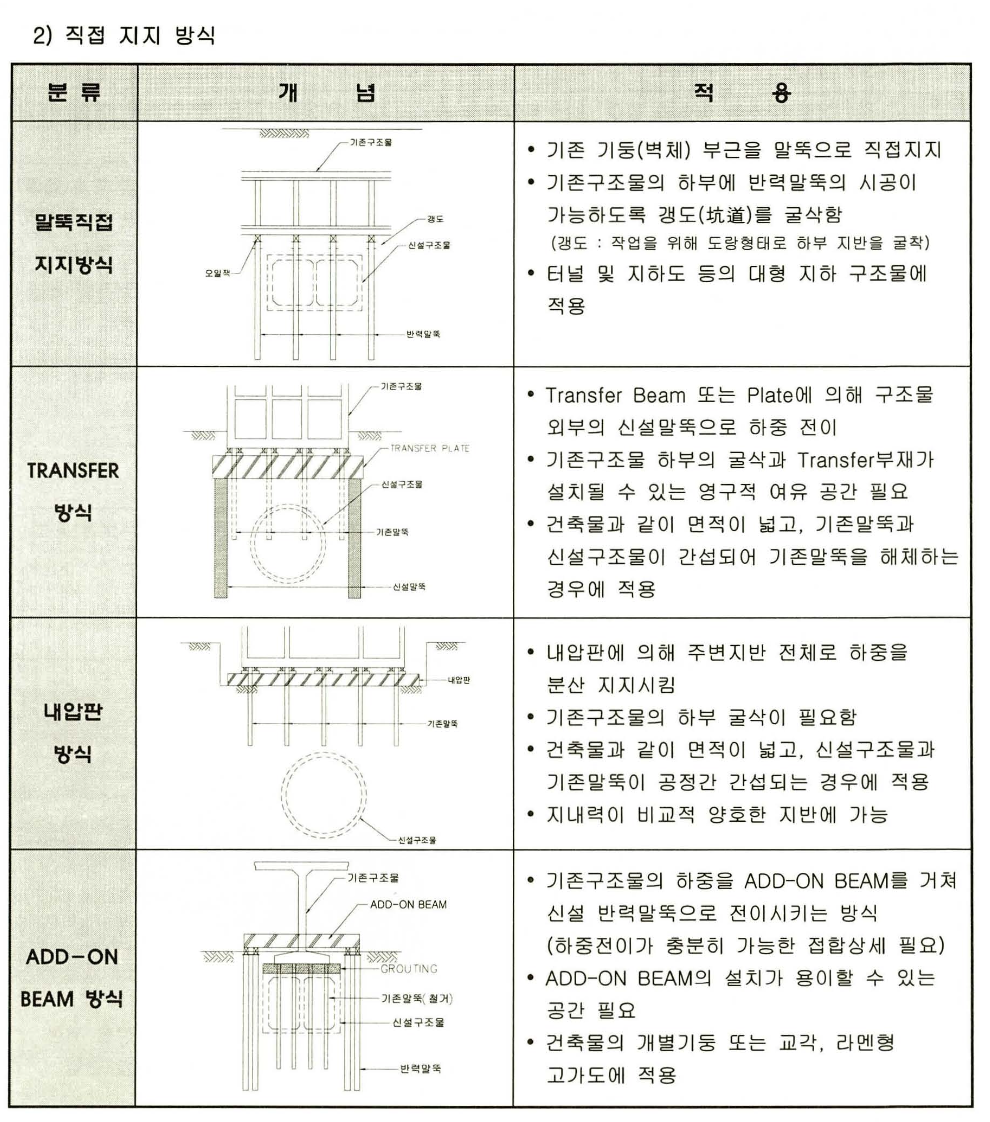 2) 직접 지지 방식
분 류
개 념
적 용
말뚝직접
지지방식
기존구조물
갱도
신설구조물
오일잭
반력말뚝
• 기존 기둥(벽체) 부근을 말뚝으로 직접지지
• 기존구조물의 하부에 반력말뚝의 시공이
가능하도록 갱도(坑道)를 굴삭함
(갱도 : 작업을 위해 도랑형태로 하부 지반을 굴착)
• 터널 및 지하도 등의 대형 지하 구조물에
적용
TRANSFER
방식
기존구조물
TRANSFER PLATE
신설구조물
기존말뚝
신설말뚝
• Transfer Beam 또는 Plate에 의해 구조물
외부의 신설말뚝으로 하중 전이
• 기존구조물 하부의 굴삭과 Transfer부재가
설치될 수 있는 영구적 여유 공간 필요
• 건축물과 같이 면적이 넓고, 기존말뚝과
신설구조물이 간섭되어 기존말뚝을 해체하는
경우에 적용
내압판
방식
내압판
기존말뚝
신설구조물
• 내압판에 의해 주변지반 전체로 하중을
분산 지지시킴
• 기존구조물의 하부 굴삭이 필요함
• 건축물과 같이 면적이 넓고, 신설구조물과
기존말뚝이 공정간 간섭되는 경우에 적용
• 지내력이 비교적 양호한 지반에 가능
ADD-ON
BEAM 방식
기존구조물
ADD-ON BEAM
GROUTING
기존말뚝(철거)
신설구조물
반력말뚝
• 기존구조물의 하중을 ADD-ON BEAM를 거쳐
신설 반력말뚝으로 전이시키는 방식
(하중전이가 충분히 가능한 접합상세 필요)
• ADD-ON BEAM의 설치가 용이할 수 있는
공간 필요
• 건축물의 개별기둥 또는 교각, 라멘형
고가도에 적용